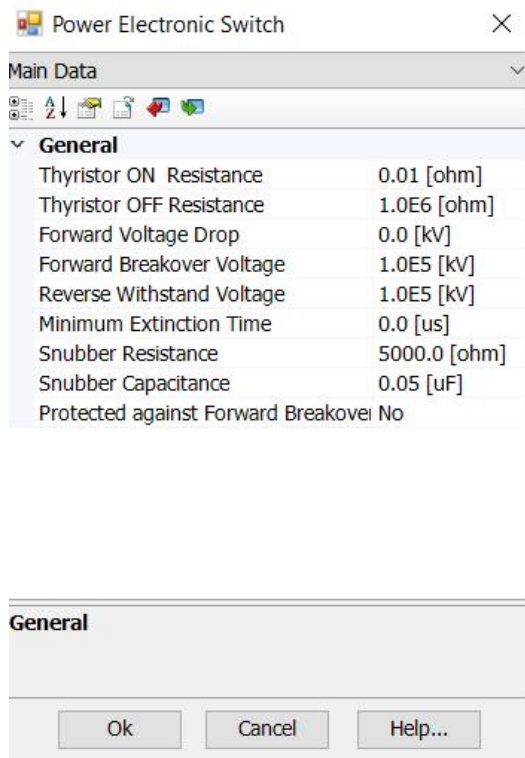 Power Electronic Switch
Main Data
General
Thyristor ON Resistance 0.01 [ohm]
Thyristor OFF Resistance 1.0E6 [ohm]
Forward Voltage Drop 0.0 [kV]
Forward Breakover Voltage 1.0E5 [kV]
Reverse Withstand Voltage 1.0E5 [kV]
Minimum Extinction Time 0.0 [us]
Snubber Resistance 5000.0 [ohm]
Snubber Capacitance 0.05 [uF]
Protected against Forward Breakover No
General
Ok Cancel Help...